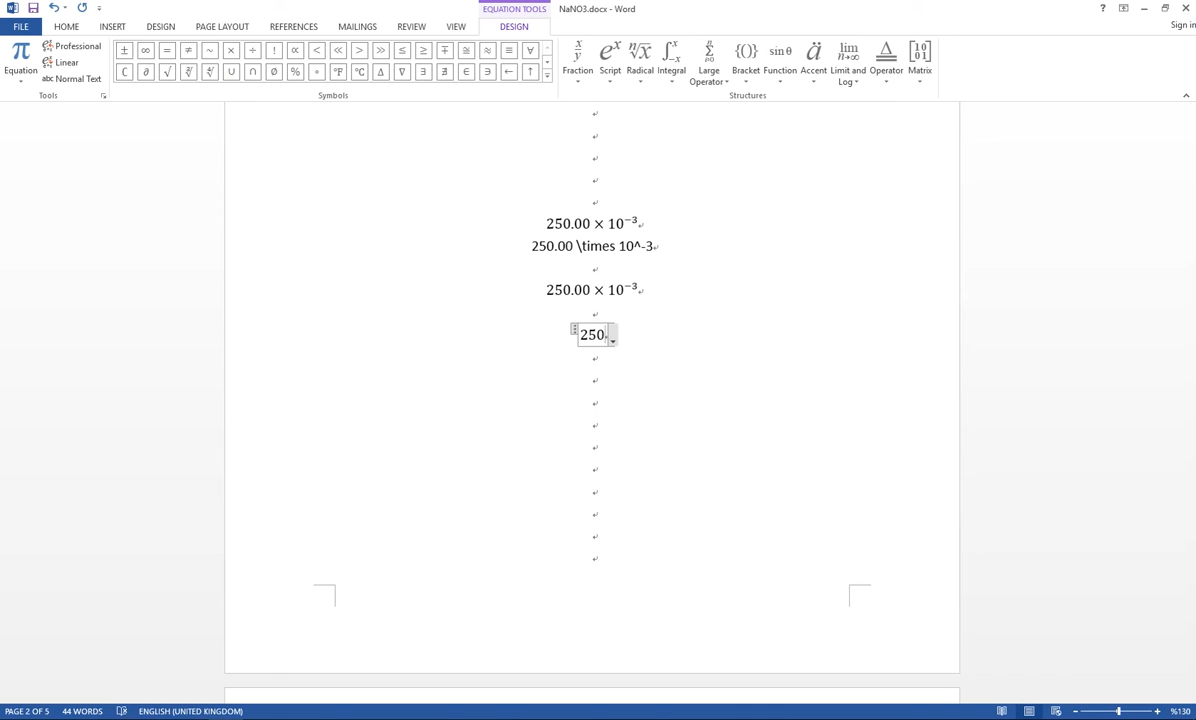 EQUATION TOOLS
NaNO3.docx - Word
Sign in
FILE HOME INSERT DESIGN PAGE LAYOUT REFERENCES MAILINGS REVIEW VIEW DESIGN
Equation
Professional
Linear
abc Normal Text
Tools
± ∞ = ≠ ~ × ÷ ! ∝ < ≪ > ≫ ≤ ≥ ∓ ≅ ≈ ≡ ∀
∁ ∂ √ ∛ ∜ ∪ ∩ ∅ % ° °F °C ∆ ∇ ∃ ∄ ∈ ∋ ← ↑
Symbols
Fraction Script Radical Integral Large Operator Bracket Function Accent Limit and Log Operator Matrix
Structures
250.00 × 10⁻³
250.00 \times 10^-3
250.00 × 10⁻³
250
PAGE 2 OF 5 44 WORDS ENGLISH (UNITED KINGDOM) %130